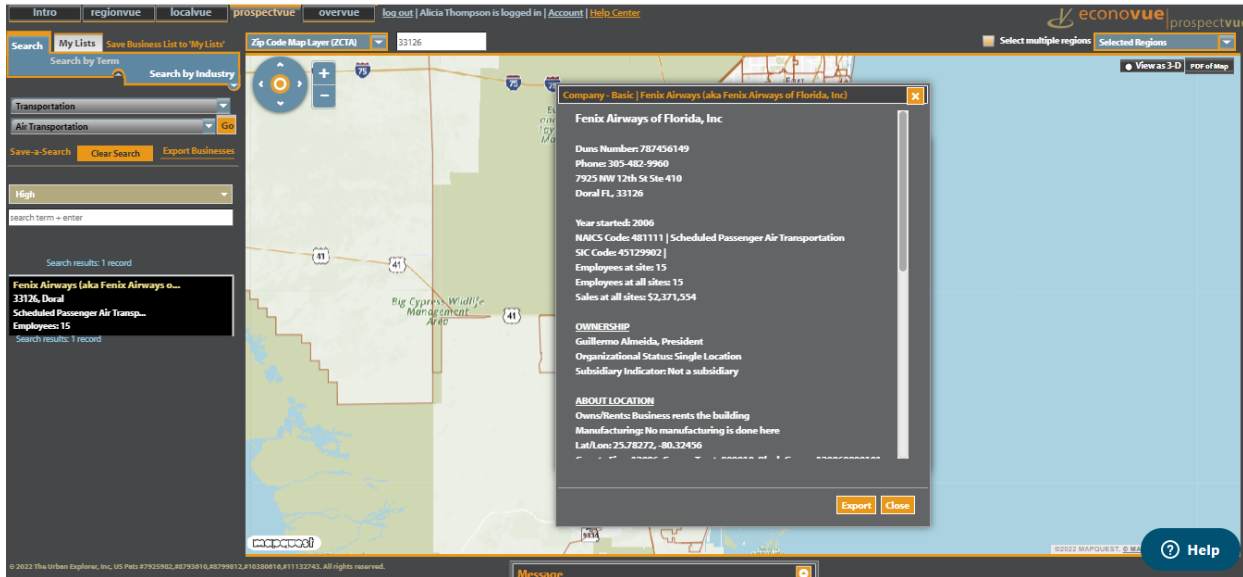 Intro
regionvue
localvue
prospectvue
overvue
log out | Alicia Thompson is logged in | Account | Help Center
econovue | prospectvue
Search
My Lists
Save Business List to 'My Lists'
Zip Code Map Layer (ZCTA)
33126
Select multiple regions
Selected Regions
Search by Term
Search by Industry
View as 3-D
PDF of Map
Transportation
Air Transportation
Go
Save-a-Search
Clear Search
Export Businesses
High
search term + enter
Search results: 1 record
Fenix Airways (aka Fenix Airways o...
33126, Doral
Scheduled Passenger Air Transp...
Employees: 15
Search results: 1 record
75
75
41
41
41
Big Cypress Wildlife
Management
Area
Fort
Company - Basic | Fenix Airways (aka Fenix Airways of Florida, Inc)
Fenix Airways of Florida, Inc
Duns Number: 787456149
Phone: 305-482-9960
7925 NW 12th St Ste 410
Doral FL, 33126
Year started: 2006
NAICS Code: 481111 | Scheduled Passenger Air Transportation
SIC Code: 45129902 |
Employees at site: 15
Employees at all sites: 15
Sales at all sites: $2,371,554
OWNERSHIP
Guillermo Almeida, President
Organizational Status: Single Location
Subsidiary Indicator: Not a subsidiary
ABOUT LOCATION
Owns/Rents: Business rents the building
Manufacturing: No manufacturing is done here
Lat/Lon: 25.78272, -80.32456
Export
Close
mapquest
9336
©2022 MAPQUEST, © MA
Help
© 2022 The Urban Explorer, Inc, US Pets #7925982,#8793610,#8799812,#10380616,#11132743. All rights reserved.
Message